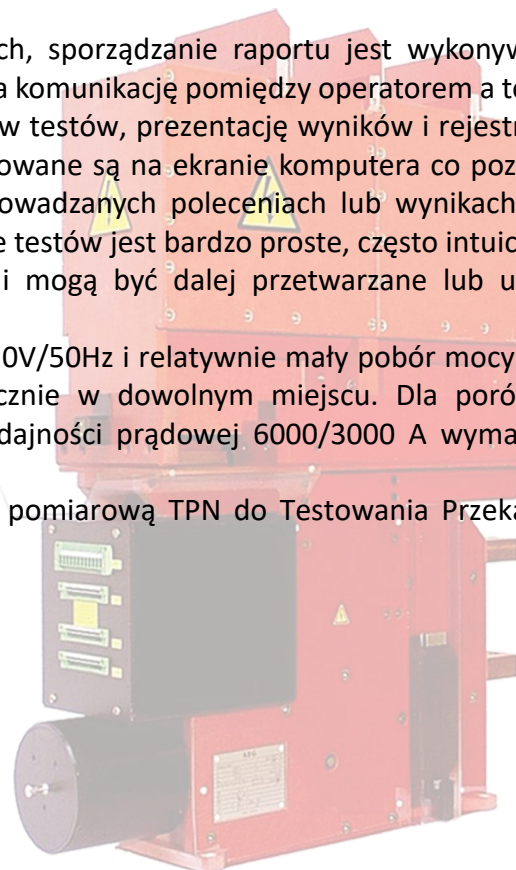 ch, sporządzanie raportu jest wykonyw
a komunikację pomiędzy operatorem a te
w testów, prezentację wyników i rejestr
owane są na ekranie komputera co poz
owadzanych poleceniach lub wynikach
e testów jest bardzo proste, często intuic
i mogą być dalej przetwarzane lub u
0V/50Hz i relatywnie mały pobór mocy
cznie w dowolnym miejscu. Dla poró
dajności prądowej 6000/3000 A wyma
pomiarową TPN do Testowania Przeka
AEG